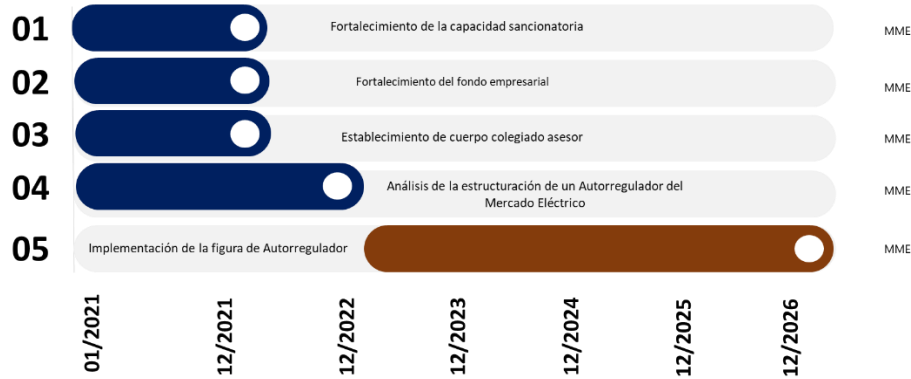 01
Fortalecimiento de la capacidad sancionatoria
MME
02
Fortalecimiento del fondo empresarial
MME
03
Establecimiento de cuerpo colegiado asesor
MME
04
Análisis de la estructuración de un Autorregulador del
Mercado Eléctrico
MME
05
Implementación de la figura de Autorregulador
MME
01/2021
12/2021
12/2022
12/2023
12/2024
12/2025
12/2026